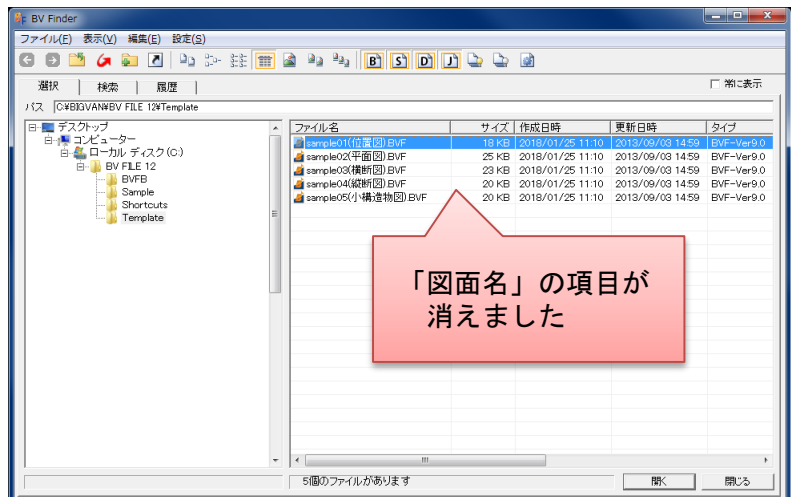 BV Finder
ファイル(F) 表示(V) 編集(E) 設定(S)
B S D J
選択 検索 履歴 常に表示
パス C:¥BIGVAN¥BV FILE 12¥Template
デスクトップ
コンピューター
ローカル ディスク (C:)
BV FILE 12
BVFB
Sample
Shortcuts
Template
ファイル名 サイズ 作成日時 更新日時 タイプ
sample01(位置図).BVF 18 KB 2018/01/25 11:10 2013/09/03 14:59 BVF-Ver9.0
sample02(平面図).BVF 25 KB 2018/01/25 11:10 2013/09/03 14:59 BVF-Ver9.0
sample03(横断図).BVF 23 KB 2018/01/25 11:10 2013/09/03 14:59 BVF-Ver9.0
sample04(縦断図).BVF 20 KB 2018/01/25 11:10 2013/09/03 14:59 BVF-Ver9.0
sample05(小構造物図).BVF 20 KB 2018/01/25 11:10 2013/09/03 14:59 BVF-Ver9.0
「図面名」の項目が
消えました
5個のファイルがあります 開く 閉じる